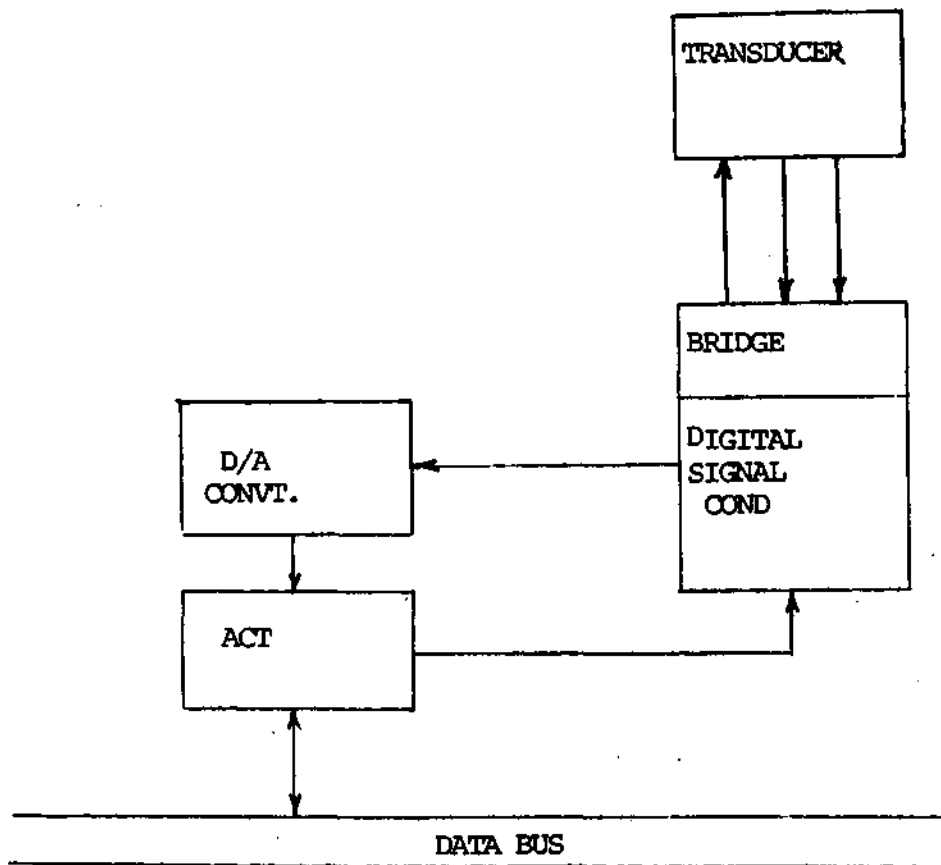 TRANSDUCER
BRIDGE
DIGITAL
SIGNAL
COND
D/A
CONVT.
ACT
DATA BUS